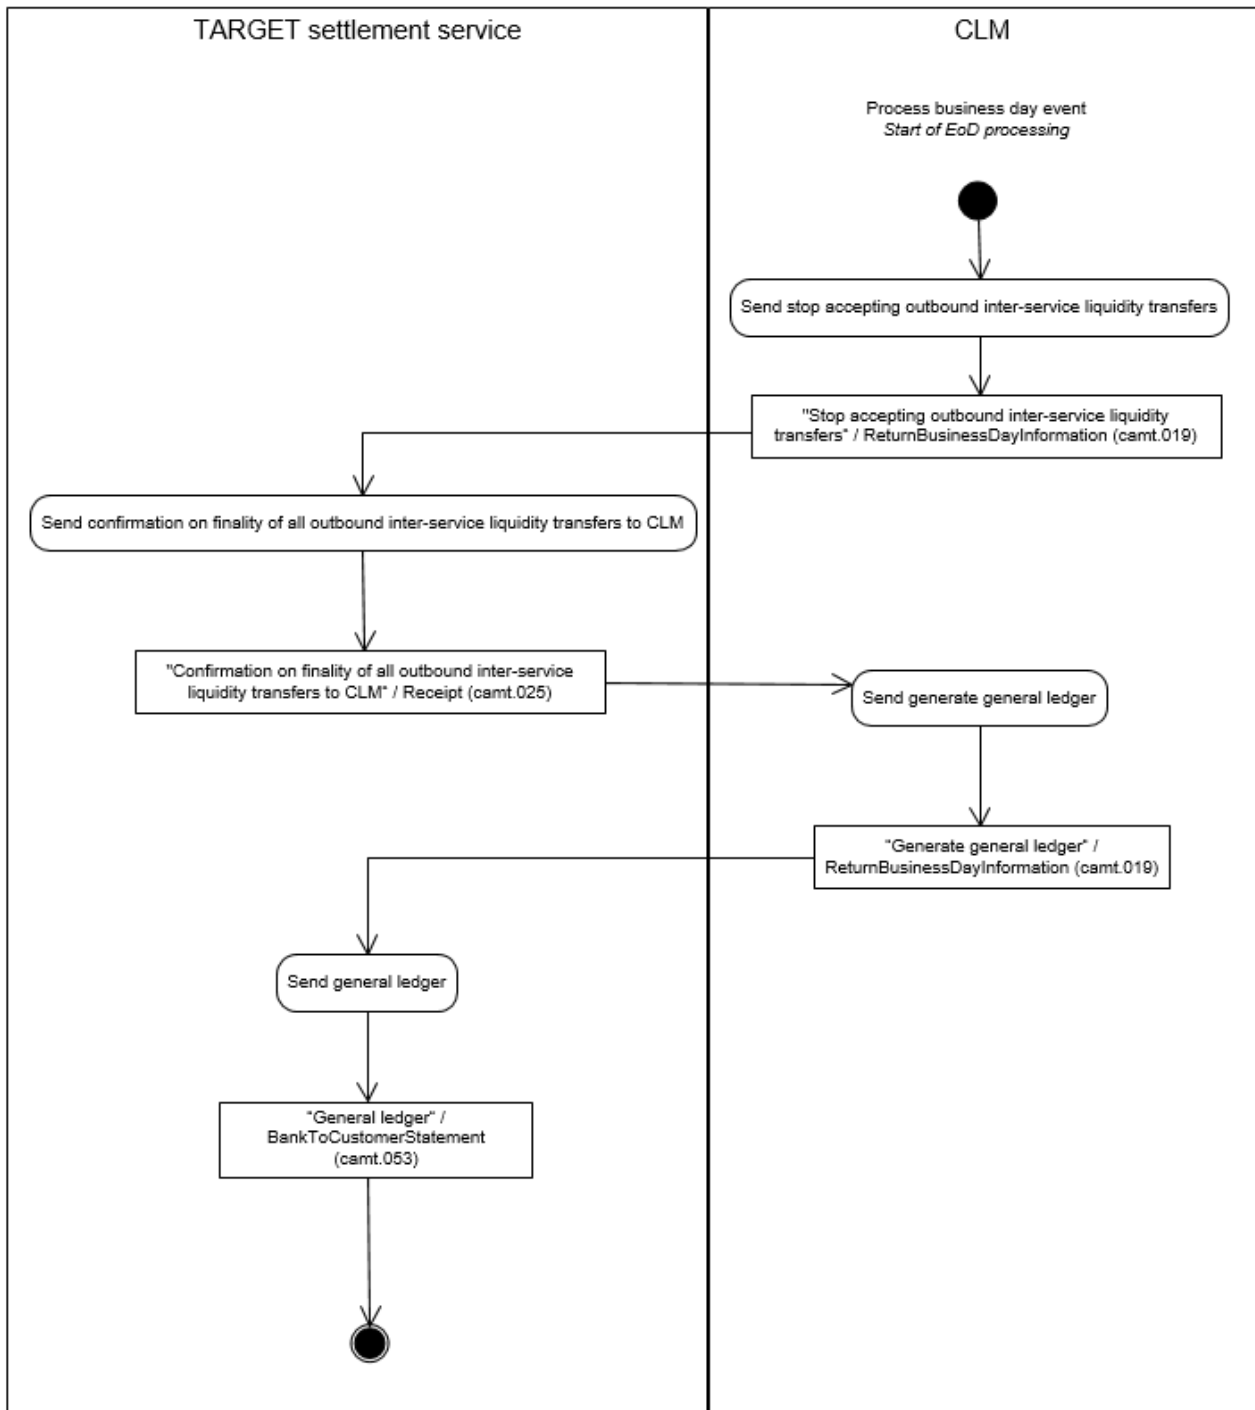 TARGET settlement service
CLM
Process business day event
Start of EoD processing
Send stop accepting outbound inter-service liquidity transfers
"Stop accepting outbound inter-service liquidity
transfers" / ReturnBusinessDayInformation (camt.019)
Send confirmation on finality of all outbound inter-service liquidity transfers to CLM
"Confirmation on finality of all outbound inter-service
liquidity transfers to CLM" / Receipt (camt.025)
Send generate general ledger
"Generate general ledger" /
ReturnBusinessDayInformation (camt.019)
Send general ledger
"General ledger" /
BankToCustomerStatement
(camt.053)